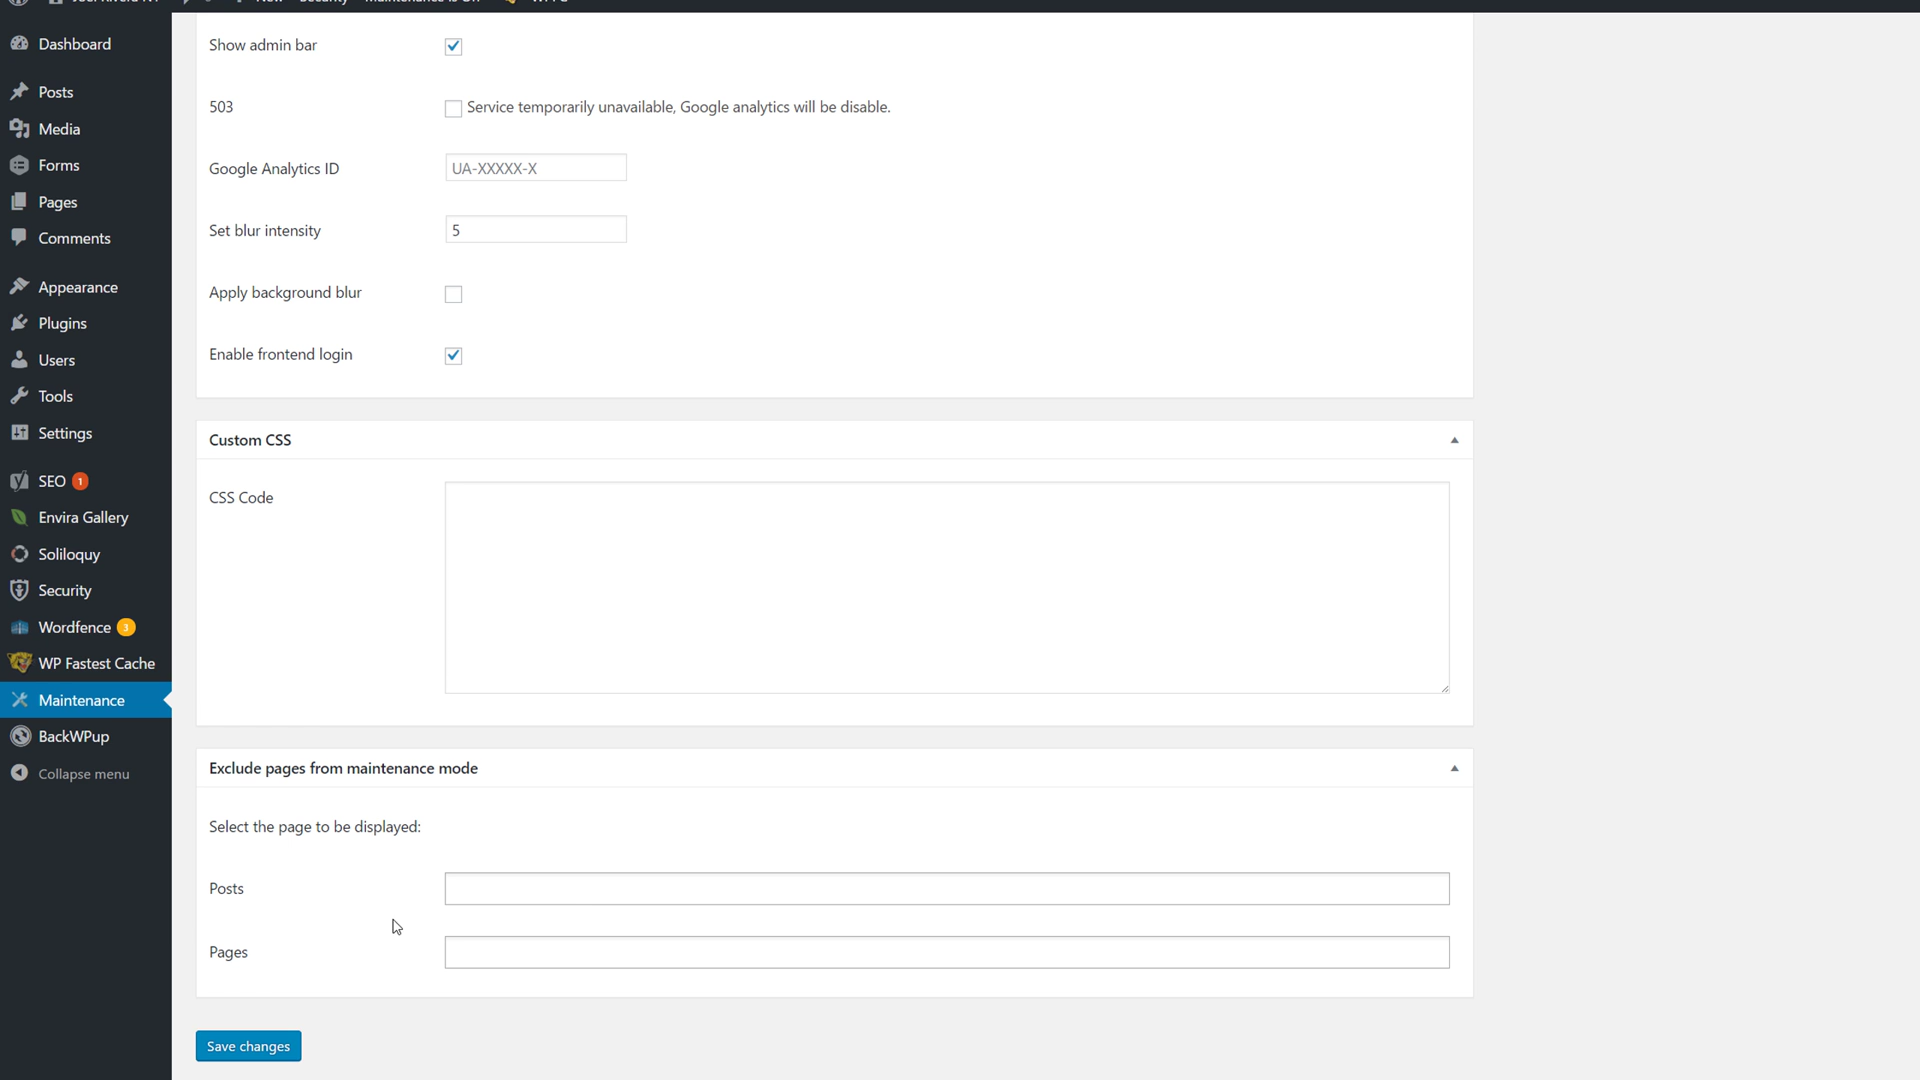 Dashboard
Posts
Media
Forms
Pages
Comments
Appearance
Plugins
Users
Tools
Settings
SEO 1
Envira Gallery
Soliloquy
Security
Wordfence 3
WP Fastest Cache
Maintenance
BackWPup
Collapse menu
Show admin bar
503
Service temporarily unavailable, Google analytics will be disable.
Google Analytics ID
UA-XXXXX-X
Set blur intensity
5
Apply background blur
Enable frontend login
Custom CSS
CSS Code
Exclude pages from maintenance mode
Select the page to be displayed:
Posts
Pages
Save changes